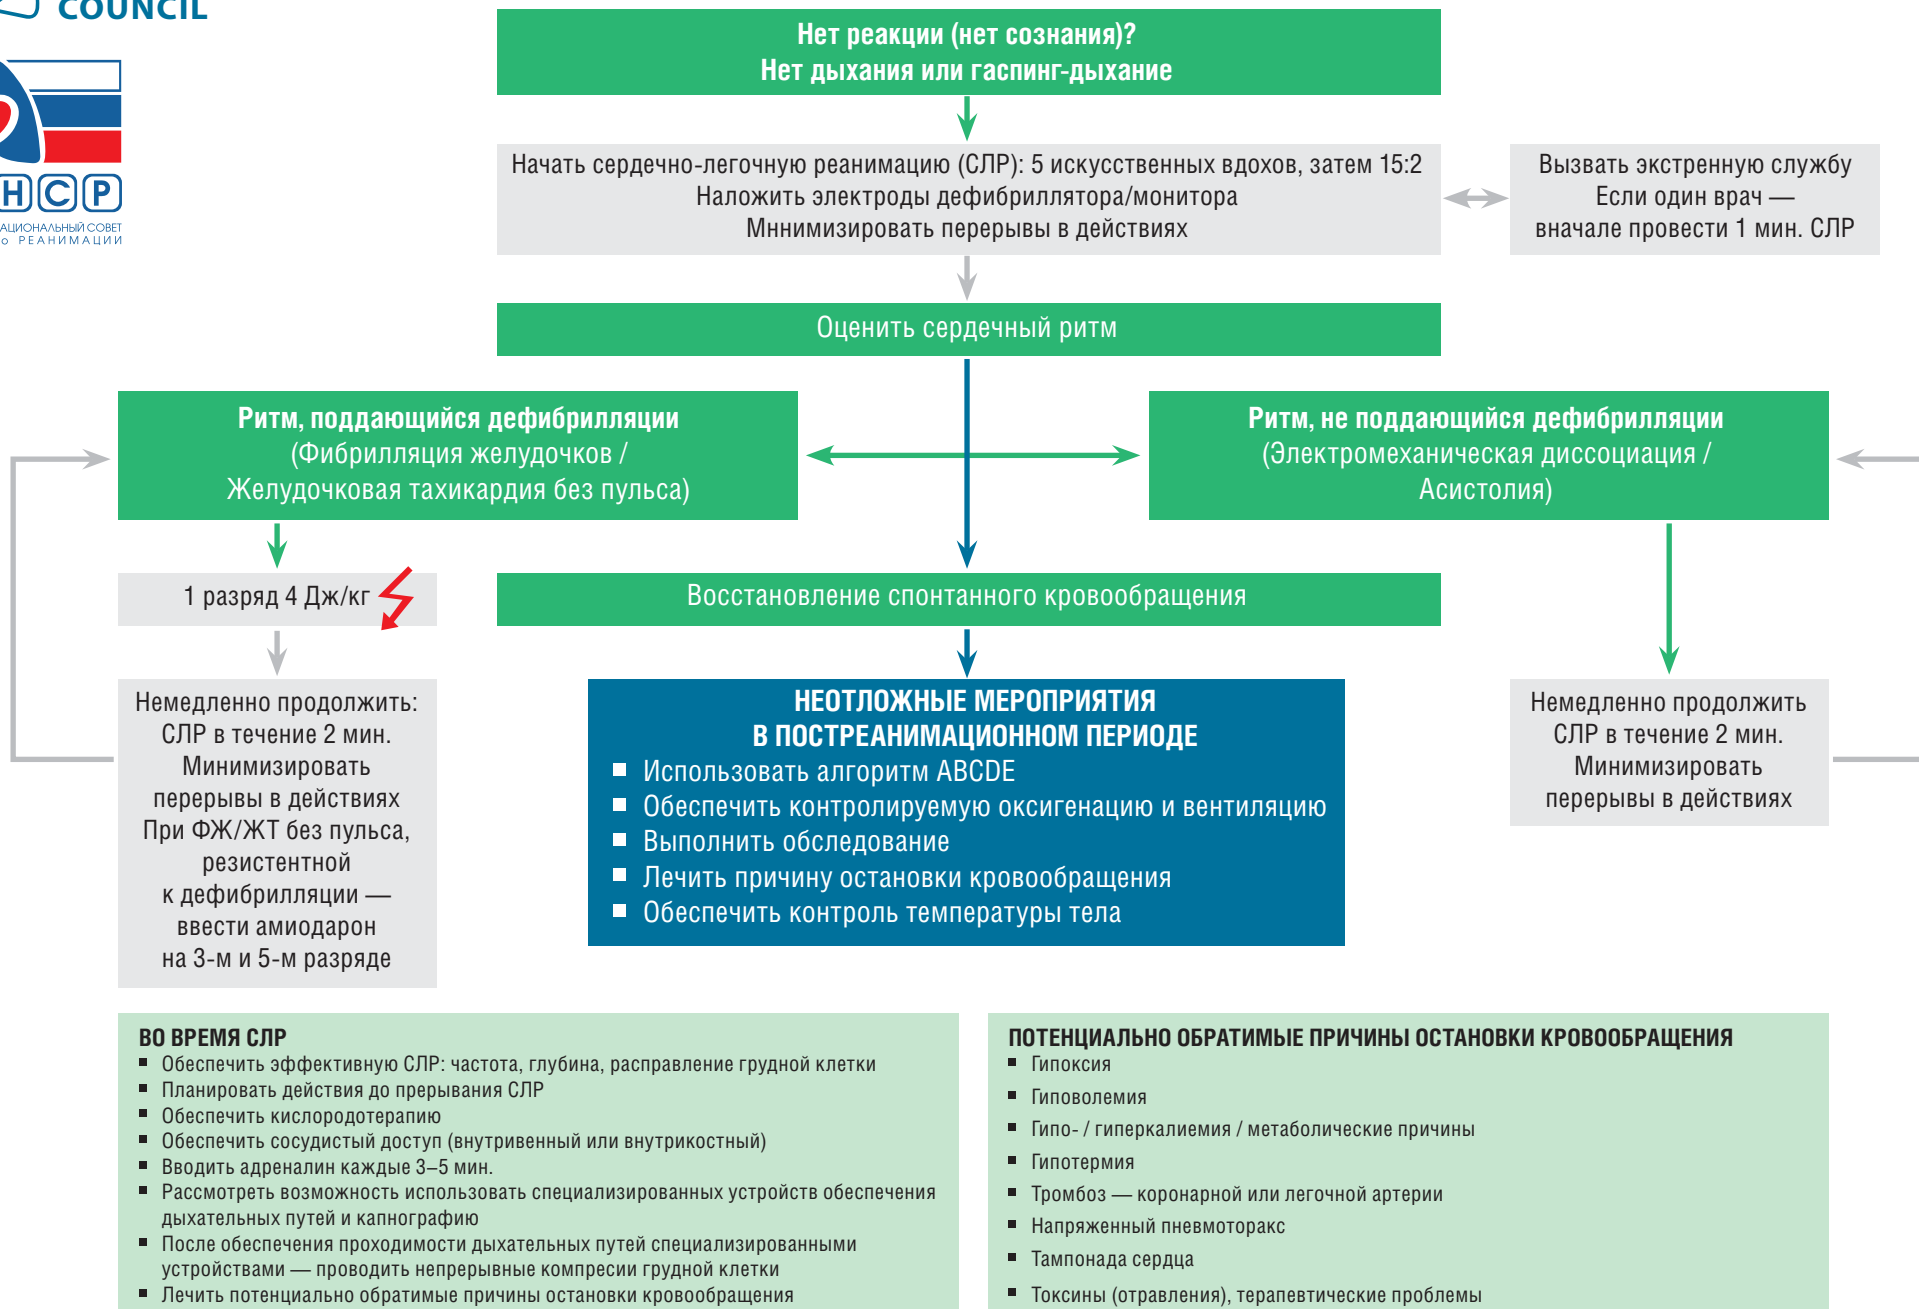 COUNCIL
НСР
АЦИОНАЛЬНЫЙ СОВЕТ
О РЕАНИМАЦИИ
Нет реакции (нет сознания)?
Нет дыхания или гаспинг-дыхание
Начать сердечно-легочную реанимацию (СЛР): 5 искусственных вдохов, затем 15:2
Наложить электроды дефибриллятора/монитора
Мннимизировать перерывы в действиях
Вызвать экстренную службу
Если один врач —
вначале провести 1 мин. СЛР
Оценить сердечный ритм
Ритм, поддающийся дефибрилляции
(Фибрилляция желудочков /
Желудочковая тахикардия без пульса)
Ритм, не поддающийся дефибрилляции
(Электромеханическая диссоциация /
Асистолия)
1 разряд 4 Дж/кг
Восстановление спонтанного кровообращения
Немедленно продолжить:
СЛР в течение 2 мин.
Минимизировать
перерывы в действиях
При ФЖ/ЖТ без пульса,
резистентной
к дефибрилляции —
ввести амиодарон
на 3-м и 5-м разряде
НЕОТЛОЖНЫЕ МЕРОПРИЯТИЯ
В ПОСТРЕАНИМАЦИОННОМ ПЕРИОДЕ
■ Использовать алгоритм ABCDE
■ Обеспечить контролируемую оксигенацию и вентиляцию
■ Выполнить обследование
■ Лечить причину остановки кровообращения
■ Обеспечить контроль температуры тела
Немедленно продолжить
СЛР в течение 2 мин.
Минимизировать
перерывы в действиях
ВО ВРЕМЯ СЛР
■ Обеспечить эффективную СЛР: частота, глубина, расправление грудной клетки
■ Планировать действия до прерывания СЛР
■ Обеспечить кислородотерапию
■ Обеспечить сосудистый доступ (внутривенный или внутрикостный)
■ Вводить адреналин каждые 3–5 мин.
■ Рассмотреть возможность использовать специализированных устройств обеспечения
дыхательных путей и капнографию
■ После обеспечения проходимости дыхательных путей специализированными
устройствами — проводить непрерывные компресии грудной клетки
■ Лечить потенциально обратимые причины остановки кровообращения
ПОТЕНЦИАЛЬНО ОБРАТИМЫЕ ПРИЧИНЫ ОСТАНОВКИ КРОВООБРАЩЕНИЯ
■ Гипоксия
■ Гиповолемия
■ Гипо- / гиперкалиемия / метаболические причины
■ Гипотермия
■ Тромбоз — коронарной или легочной артерии
■ Напряженный пневмоторакс
■ Тампонада сердца
■ Токсины (отравления), терапевтические проблемы